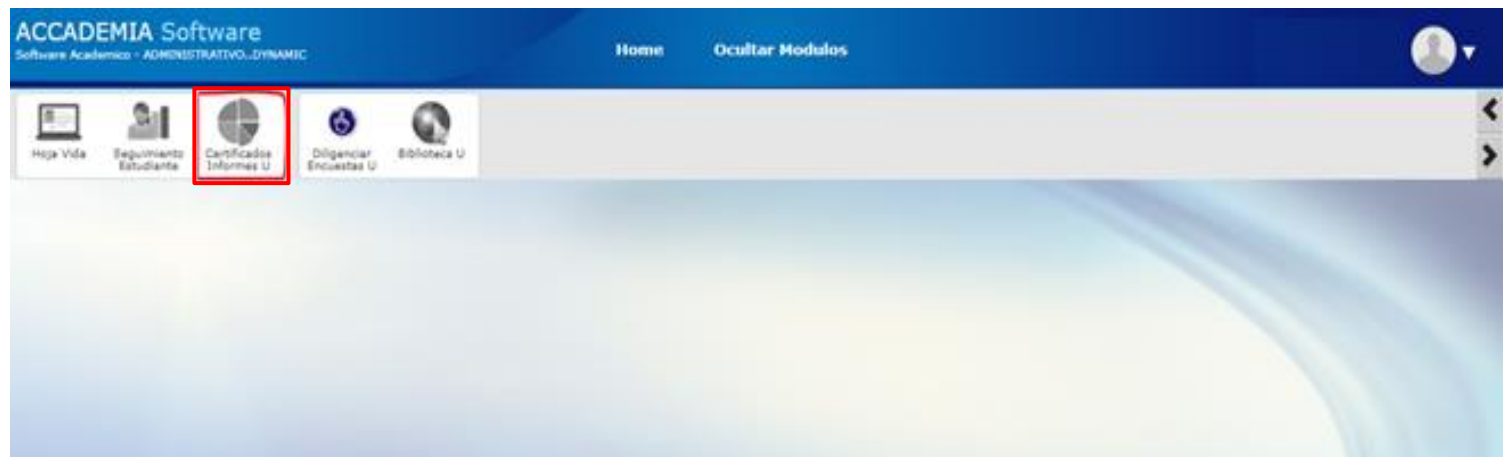 ACCADEMIA Software
Software Academico - ADMINISTRATIVO..DYNAMIC
Home
Ocultar Modulos
Hoja Vida
Seguimiento
Estudiante
Certificados
Informes U
Diligenciar
Encuestas U
Biblioteca U